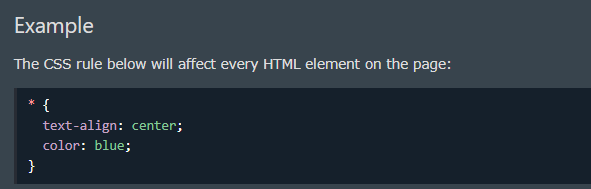 Example
The CSS rule below will affect every HTML element on the page:
* {
  text-align: center;
  color: blue;
}